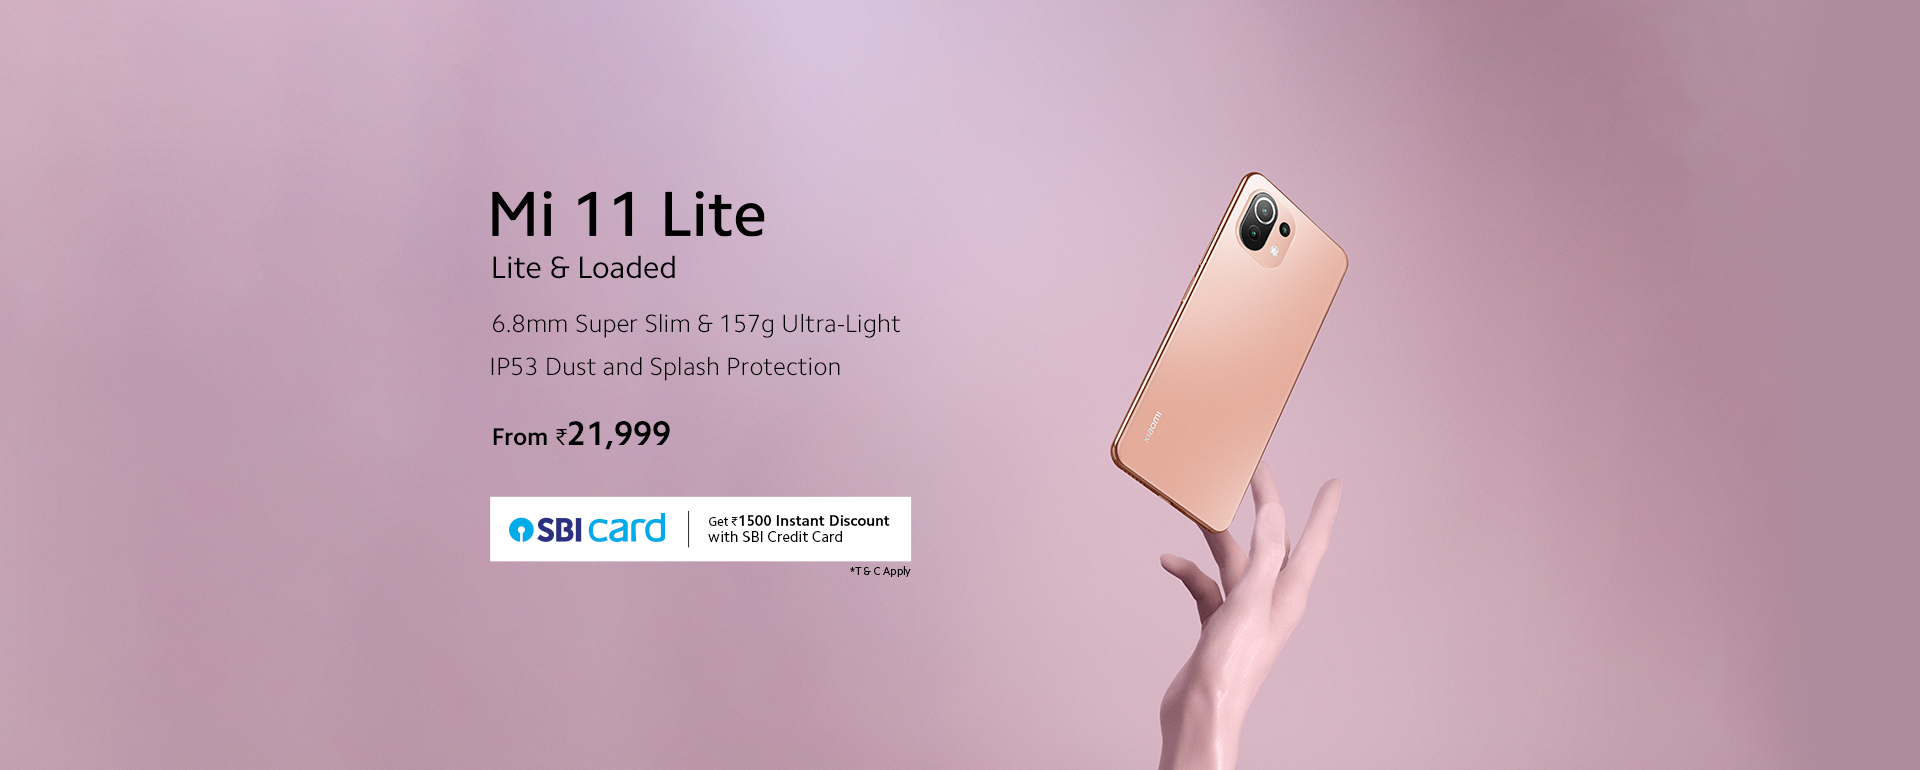 Mi 11 Lite
Lite & Loaded
6.8mm Super Slim & 157g Ultra-Light
IP53 Dust and Splash Protection
From ₹21,999
SBI card
Get ₹1500 Instant Discount
with SBI Credit Card
*T & C Apply
xiaomi